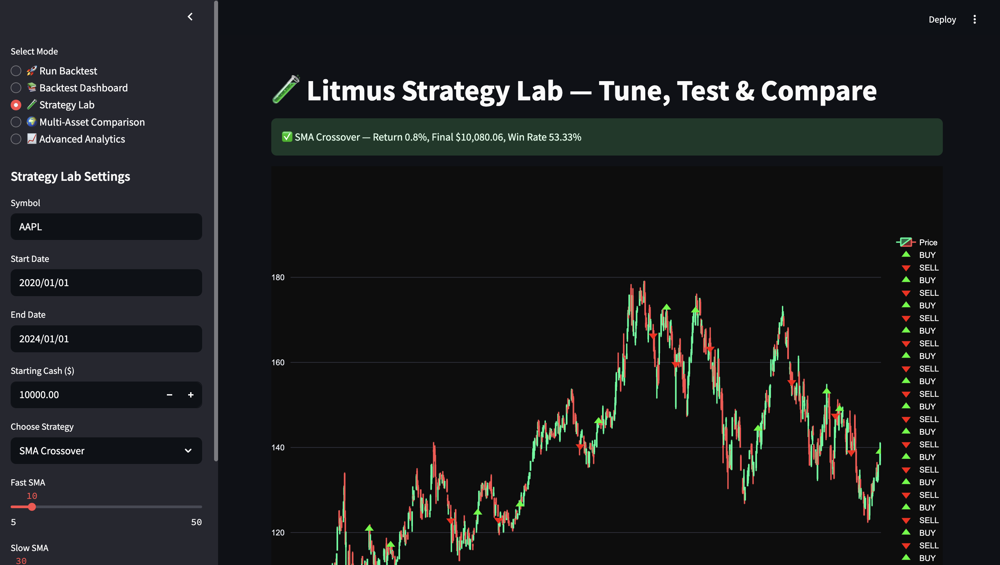 Deploy
Select Mode
🚀 Run Backtest
📚 Backtest Dashboard
🧪 Strategy Lab
🌍 Multi-Asset Comparison
📈 Advanced Analytics
Strategy Lab Settings
Symbol
AAPL
Start Date
2020/01/01
End Date
2024/01/01
Starting Cash ($)
10000.00
Choose Strategy
SMA Crossover
Fast SMA
10
5 50
Slow SMA
30
🧪 Litmus Strategy Lab — Tune, Test & Compare
✅ SMA Crossover — Return 0.8%, Final $10,080.06, Win Rate 53.33%
180
160
140
120
Price
BUY
SELL
BUY
SELL
BUY
SELL
BUY
SELL
BUY
SELL
BUY
SELL
BUY
SELL
BUY
SELL
BUY
SELL
BUY
SELL
BUY
SELL
BUY
SELL
BUY